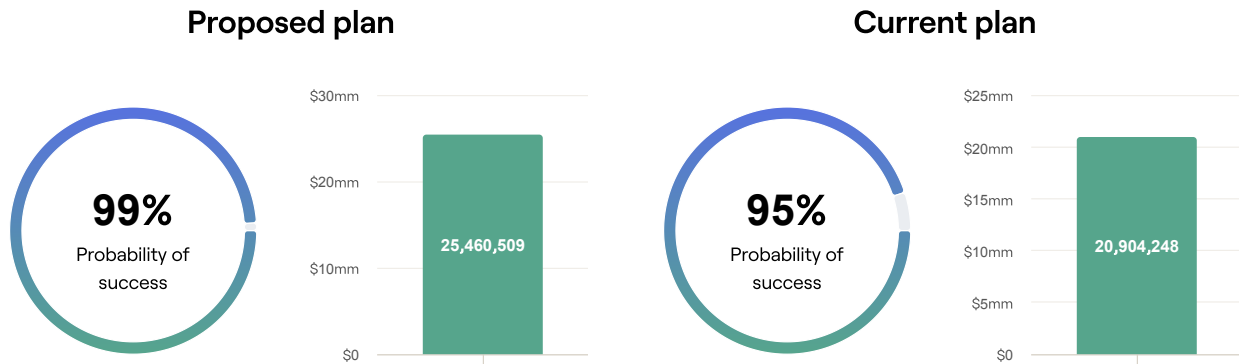 Proposed plan
99%
Probability of
success
$30mm
$20mm
$10mm
$0
25,460,509
Current plan
95%
Probability of
success
$25mm
$20mm
$15mm
$10mm
$5mm
$0
20,904,248